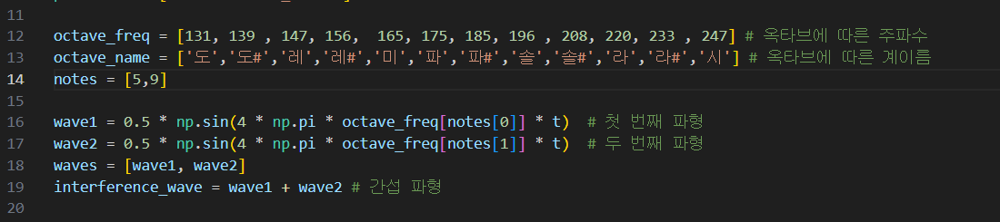 11
12 octave_freq = [131, 139 , 147, 156,  165, 175, 185, 196 , 208, 220, 233 , 247] # 옥타브에 따른 주파수
13 octave_name = ['도','도#','레','레#','미','파','파#','솔','솔#','라','라#','시'] # 옥타브에 따른 계이름
14 notes = [5,9]
15
16 wave1 = 0.5 * np.sin(4 * np.pi * octave_freq[notes[0]] * t)  # 첫 번째 파형
17 wave2 = 0.5 * np.sin(4 * np.pi * octave_freq[notes[1]] * t)  # 두 번째 파형
18 waves = [wave1, wave2]
19 interference_wave = wave1 + wave2 # 간섭 파형
20